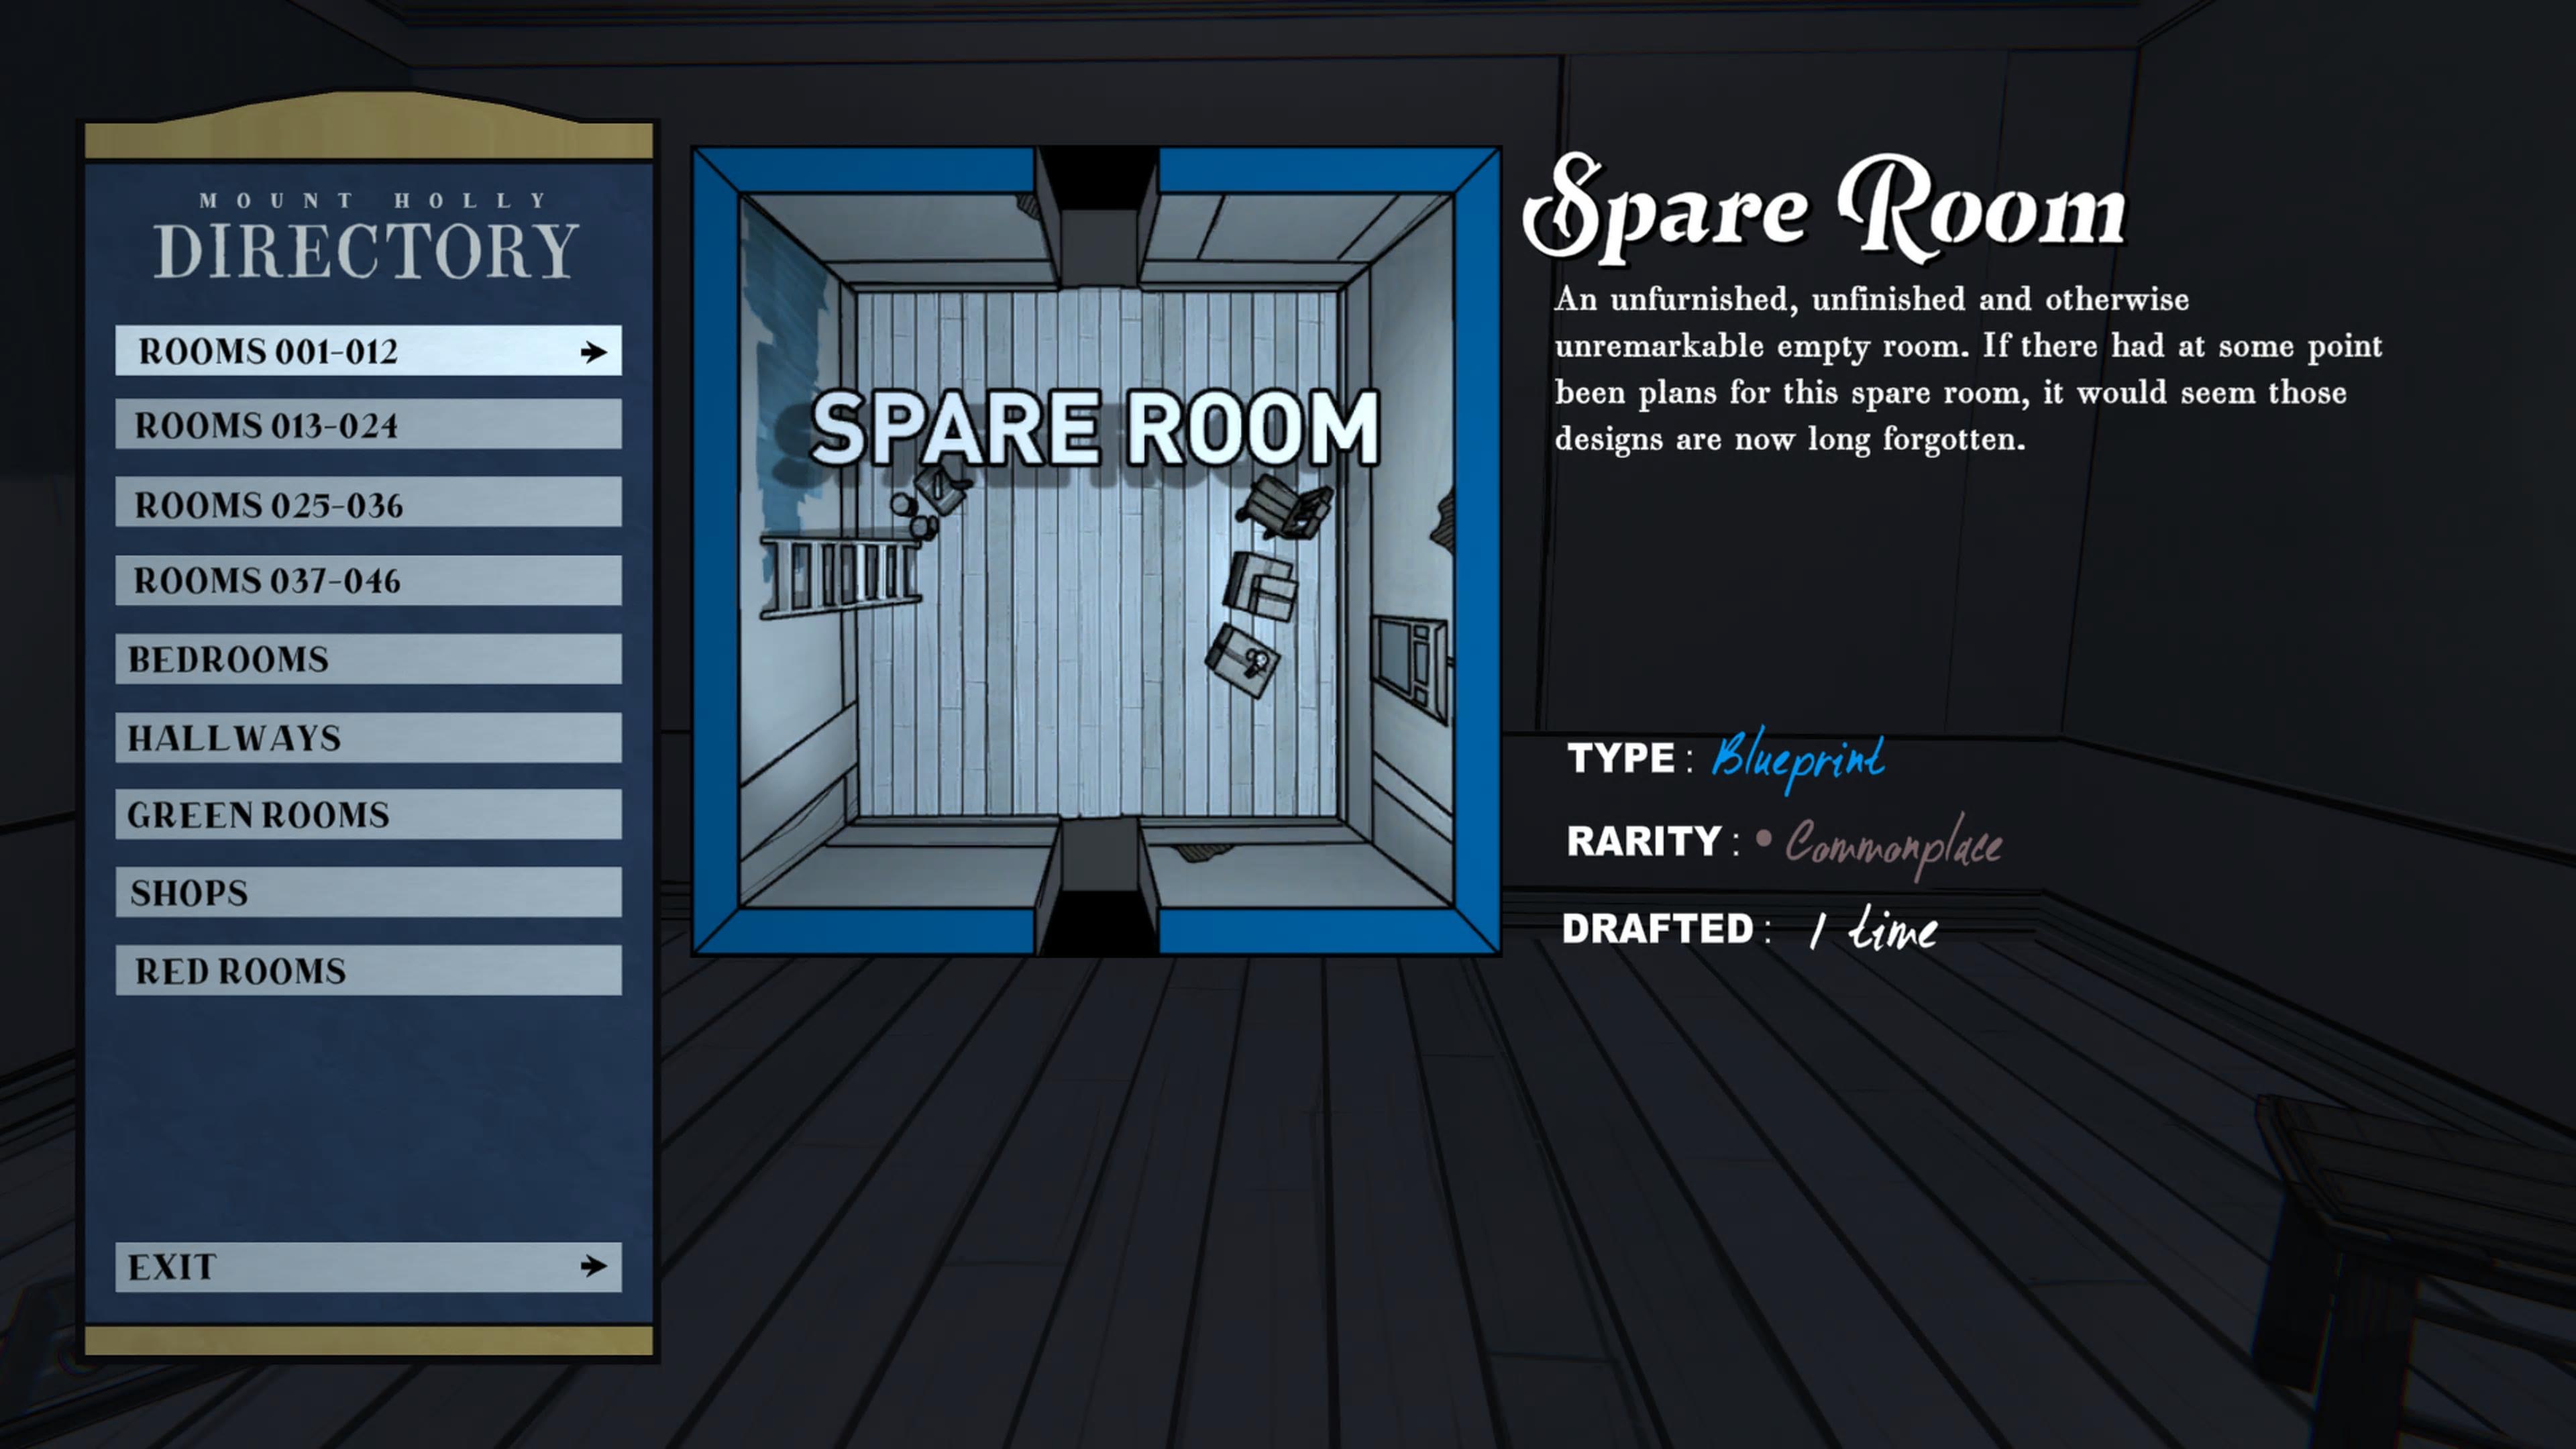 MOUNT HOLLY
DIRECTORY
ROOMS 001-012
ROOMS 013-024
ROOMS 025-036
ROOMS 037-046
BEDROOMS
HALLWAYS
GREEN ROOMS
SHOPS
RED ROOMS
EXIT
SPARE ROOM
Spare Room
An unfurnished, unfinished and otherwise
unremarkable empty room. If there had at some point
been plans for this spare room, it would seem those
designs are now long forgotten.
TYPE : Blueprint
RARITY : • Commonplace
DRAFTED : 1 time